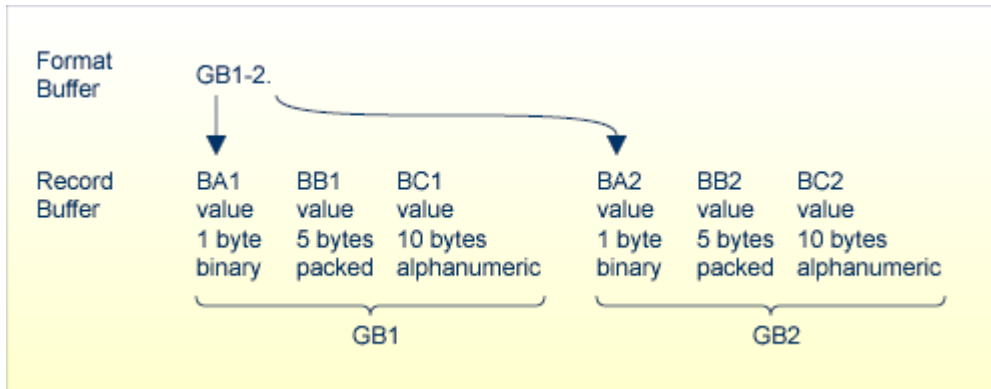 Format
Buffer
GB1-2.
Record
Buffer
BA1
value
1 byte
binary
BB1
value
5 bytes
packed
BC1
value
10 bytes
alphanumeric
BA2
value
1 byte
binary
BB2
value
5 bytes
packed
BC2
value
10 bytes
alphanumeric
GB1
GB2